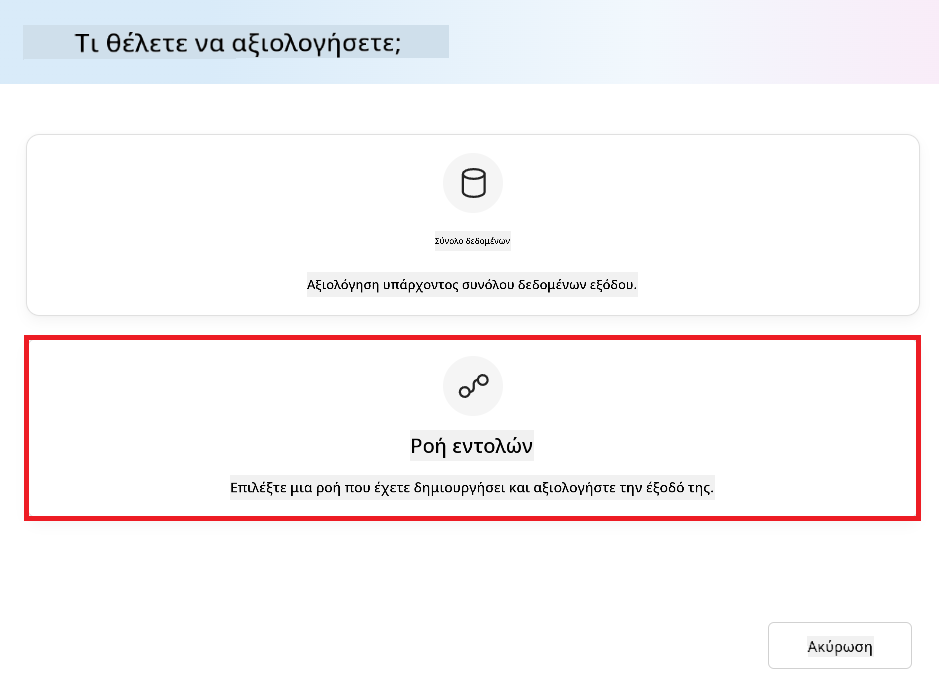 Τι θέλετε να αξιολογήσετε;
Σύνολο δεδομένων
Αξιολόγηση υπάρχοντος συνόλου δεδομένων εξόδου.
Ροή εντολών
Επιλέξτε μια ροή που έχετε δημιουργήσει και αξιολογήστε την έξοδό της.
Ακύρωση